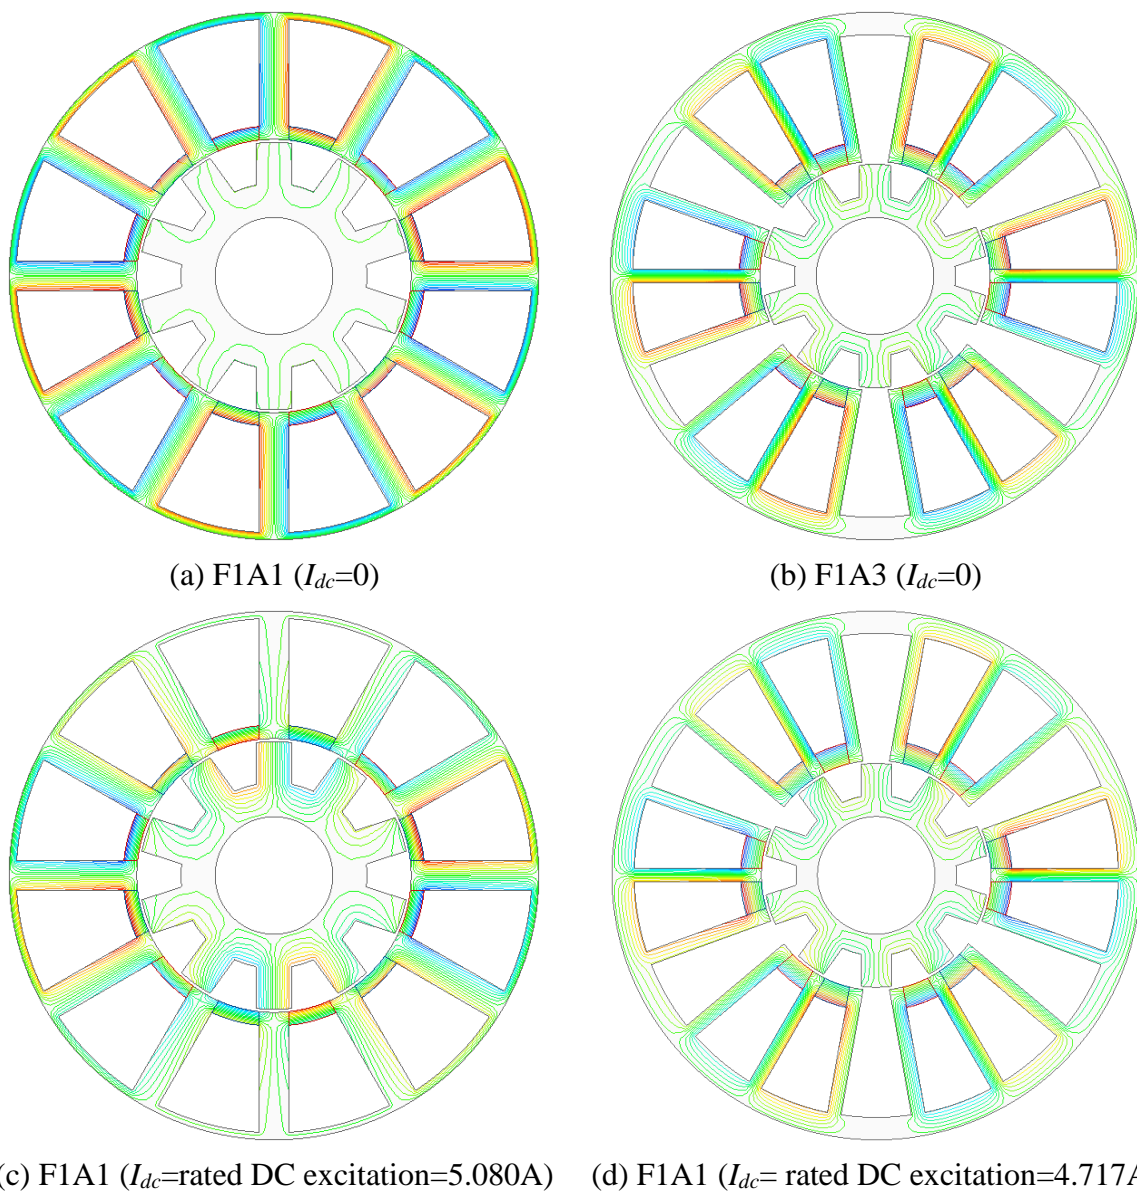 (a) F1A1 (Idc=0)
(b) F1A3 (Idc=0)
(c) F1A1 (Idc=rated DC excitation=5.080A)
(d) F1A1 (Idc= rated DC excitation=4.717A